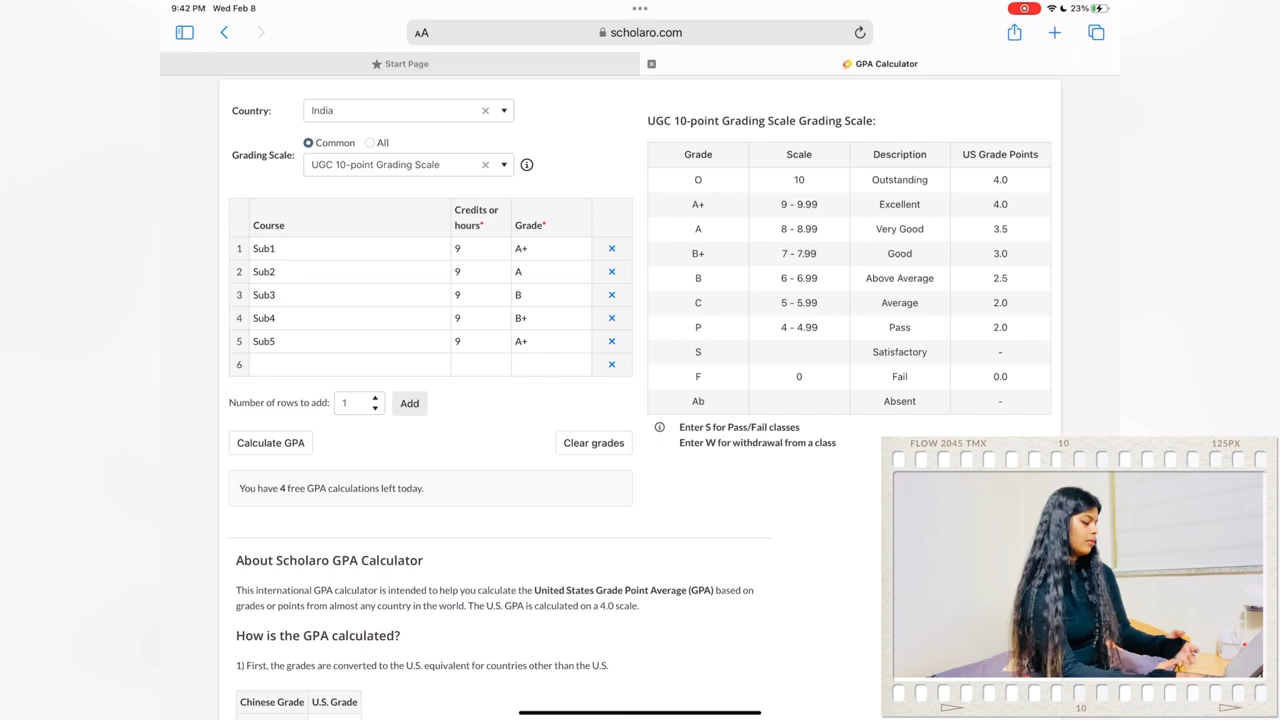 9:42 PM Wed Feb 8
23%
AA
scholaro.com
Start Page
GPA Calculator
Country:
India
Common
All
Grading Scale:
UGC 10-point Grading Scale
Course
Credits or hours*
Grade*
1 Sub1 9 A+
2 Sub2 9 A
3 Sub3 9 B
4 Sub4 9 B+
5 Sub5 9 A+
6
Number of rows to add: 1 Add
Calculate GPA
Clear grades
You have 4 free GPA calculations left today.
UGC 10-point Grading Scale Grading Scale:
Grade Scale Description US Grade Points
O 10 Outstanding 4.0
A+ 9 - 9.99 Excellent 4.0
A 8 - 8.99 Very Good 3.5
B+ 7 - 7.99 Good 3.0
B 6 - 6.99 Above Average 2.5
C 5 - 5.99 Average 2.0
P 4 - 4.99 Pass 2.0
S Satisfactory -
F 0 Fail 0.0
Ab Absent -
Enter S for Pass/Fail classes
Enter W for withdrawal from a class
FLOW 2045 TMX 10 125PX
10
About Scholaro GPA Calculator
This international GPA calculator is intended to help you calculate the United States Grade Point Average (GPA) based on
grades or points from almost any country in the world. The U.S. GPA is calculated on a 4.0 scale.
How is the GPA calculated?
1) First, the grades are converted to the U.S. equivalent for countries other than the U.S.
Chinese Grade U.S. Grade